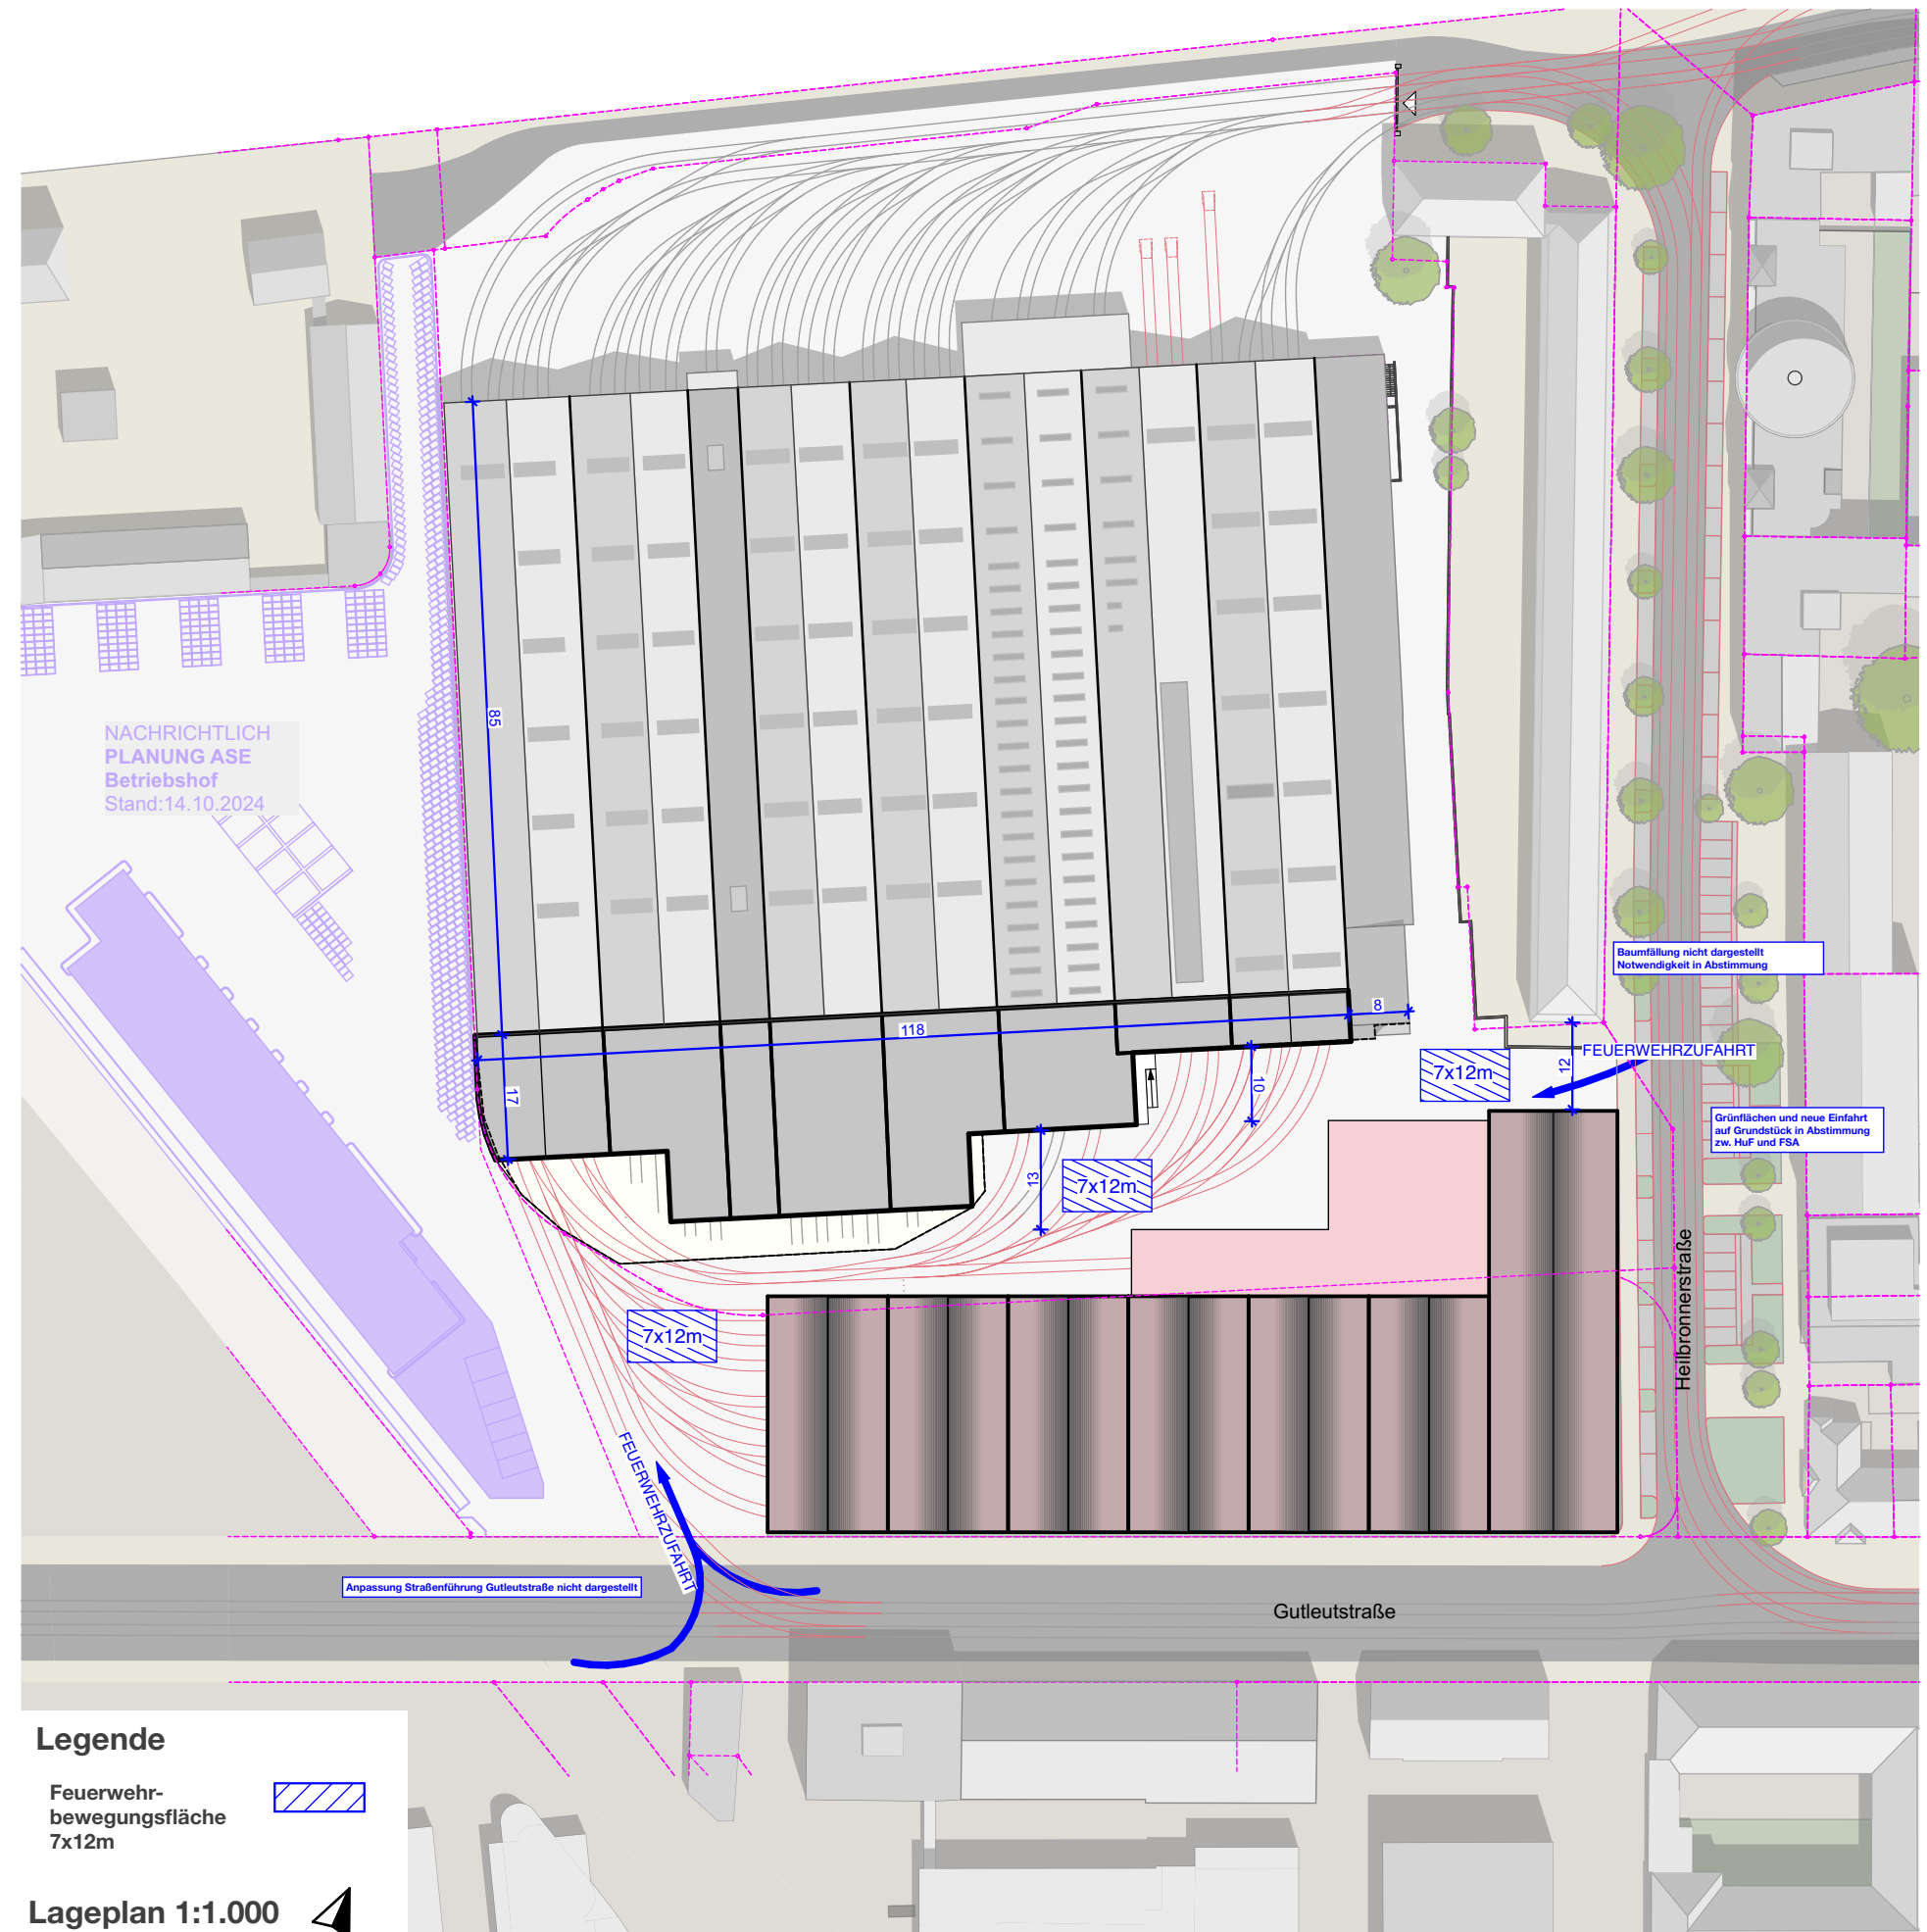 NACHRICHTLICH
PLANUNG ASE
Betriebshof
Stand:14.10.2024
85
118
8
17
10
13
12
7x12m
7x12m
7x12m
Baumfällung nicht dargestellt
Notwendigkeit in Abstimmung
FEUERWEHRZUFAHRT
Grünflächen und neue Einfahrt
auf Grundstück in Abstimmung
zw. HuF und FSA
Heilbronnerstraße
FEUERWEHRZUFAHRT
Anpassung Straßenführung Gutleutstraße nicht dargestellt
Gutleutstraße
Legende
Feuerwehr-
bewegungsfläche
7x12m
Lageplan 1:1.000